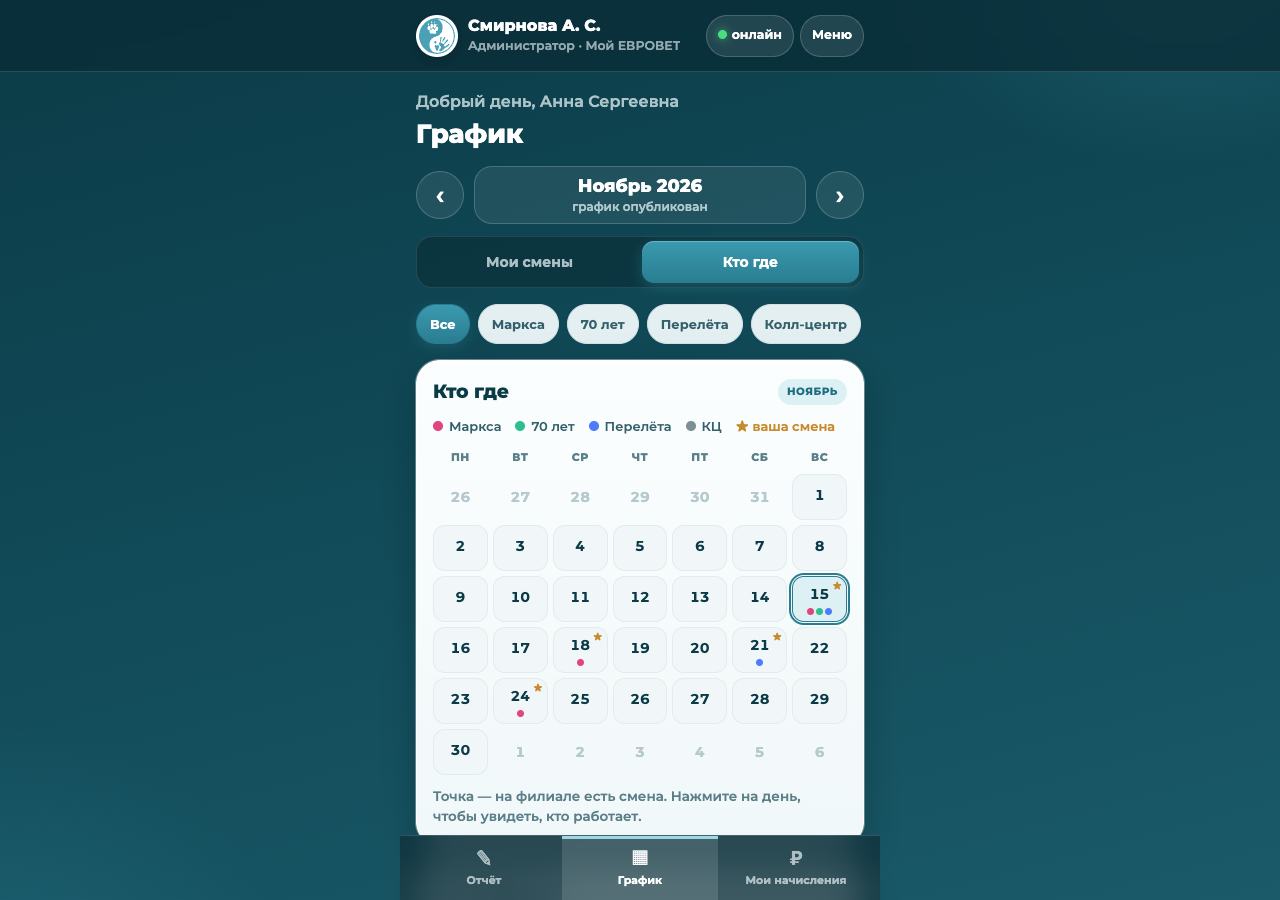 Смирнова А. С.
Администратор · Мой ЕВРОВЕТ
онлайн
Меню
Добрый день, Анна Сергеевна
График
‹
Ноябрь 2026
график опубликован
›
Мои смены
Кто где
Все
Маркса
70 лет
Перелёта
Колл-центр
Кто где
НОЯБРЬ
Маркса 70 лет Перелёта КЦ ★ ваша смена
ПН ВТ СР ЧТ ПТ СБ ВС
26 27 28 29 30 31 1
2 3 4 5 6 7 8
9 10 11 12 13 14 15 ★
16 17 18 ★ 19 20 21 ★ 22
23 24 ★ 25 26 27 28 29
30 1 2 3 4 5 6
Точка — на филиале есть смена. Нажмите на день,
чтобы увидеть, кто работает.
✎ ▦ ₽
Отчёт График Мои начисления